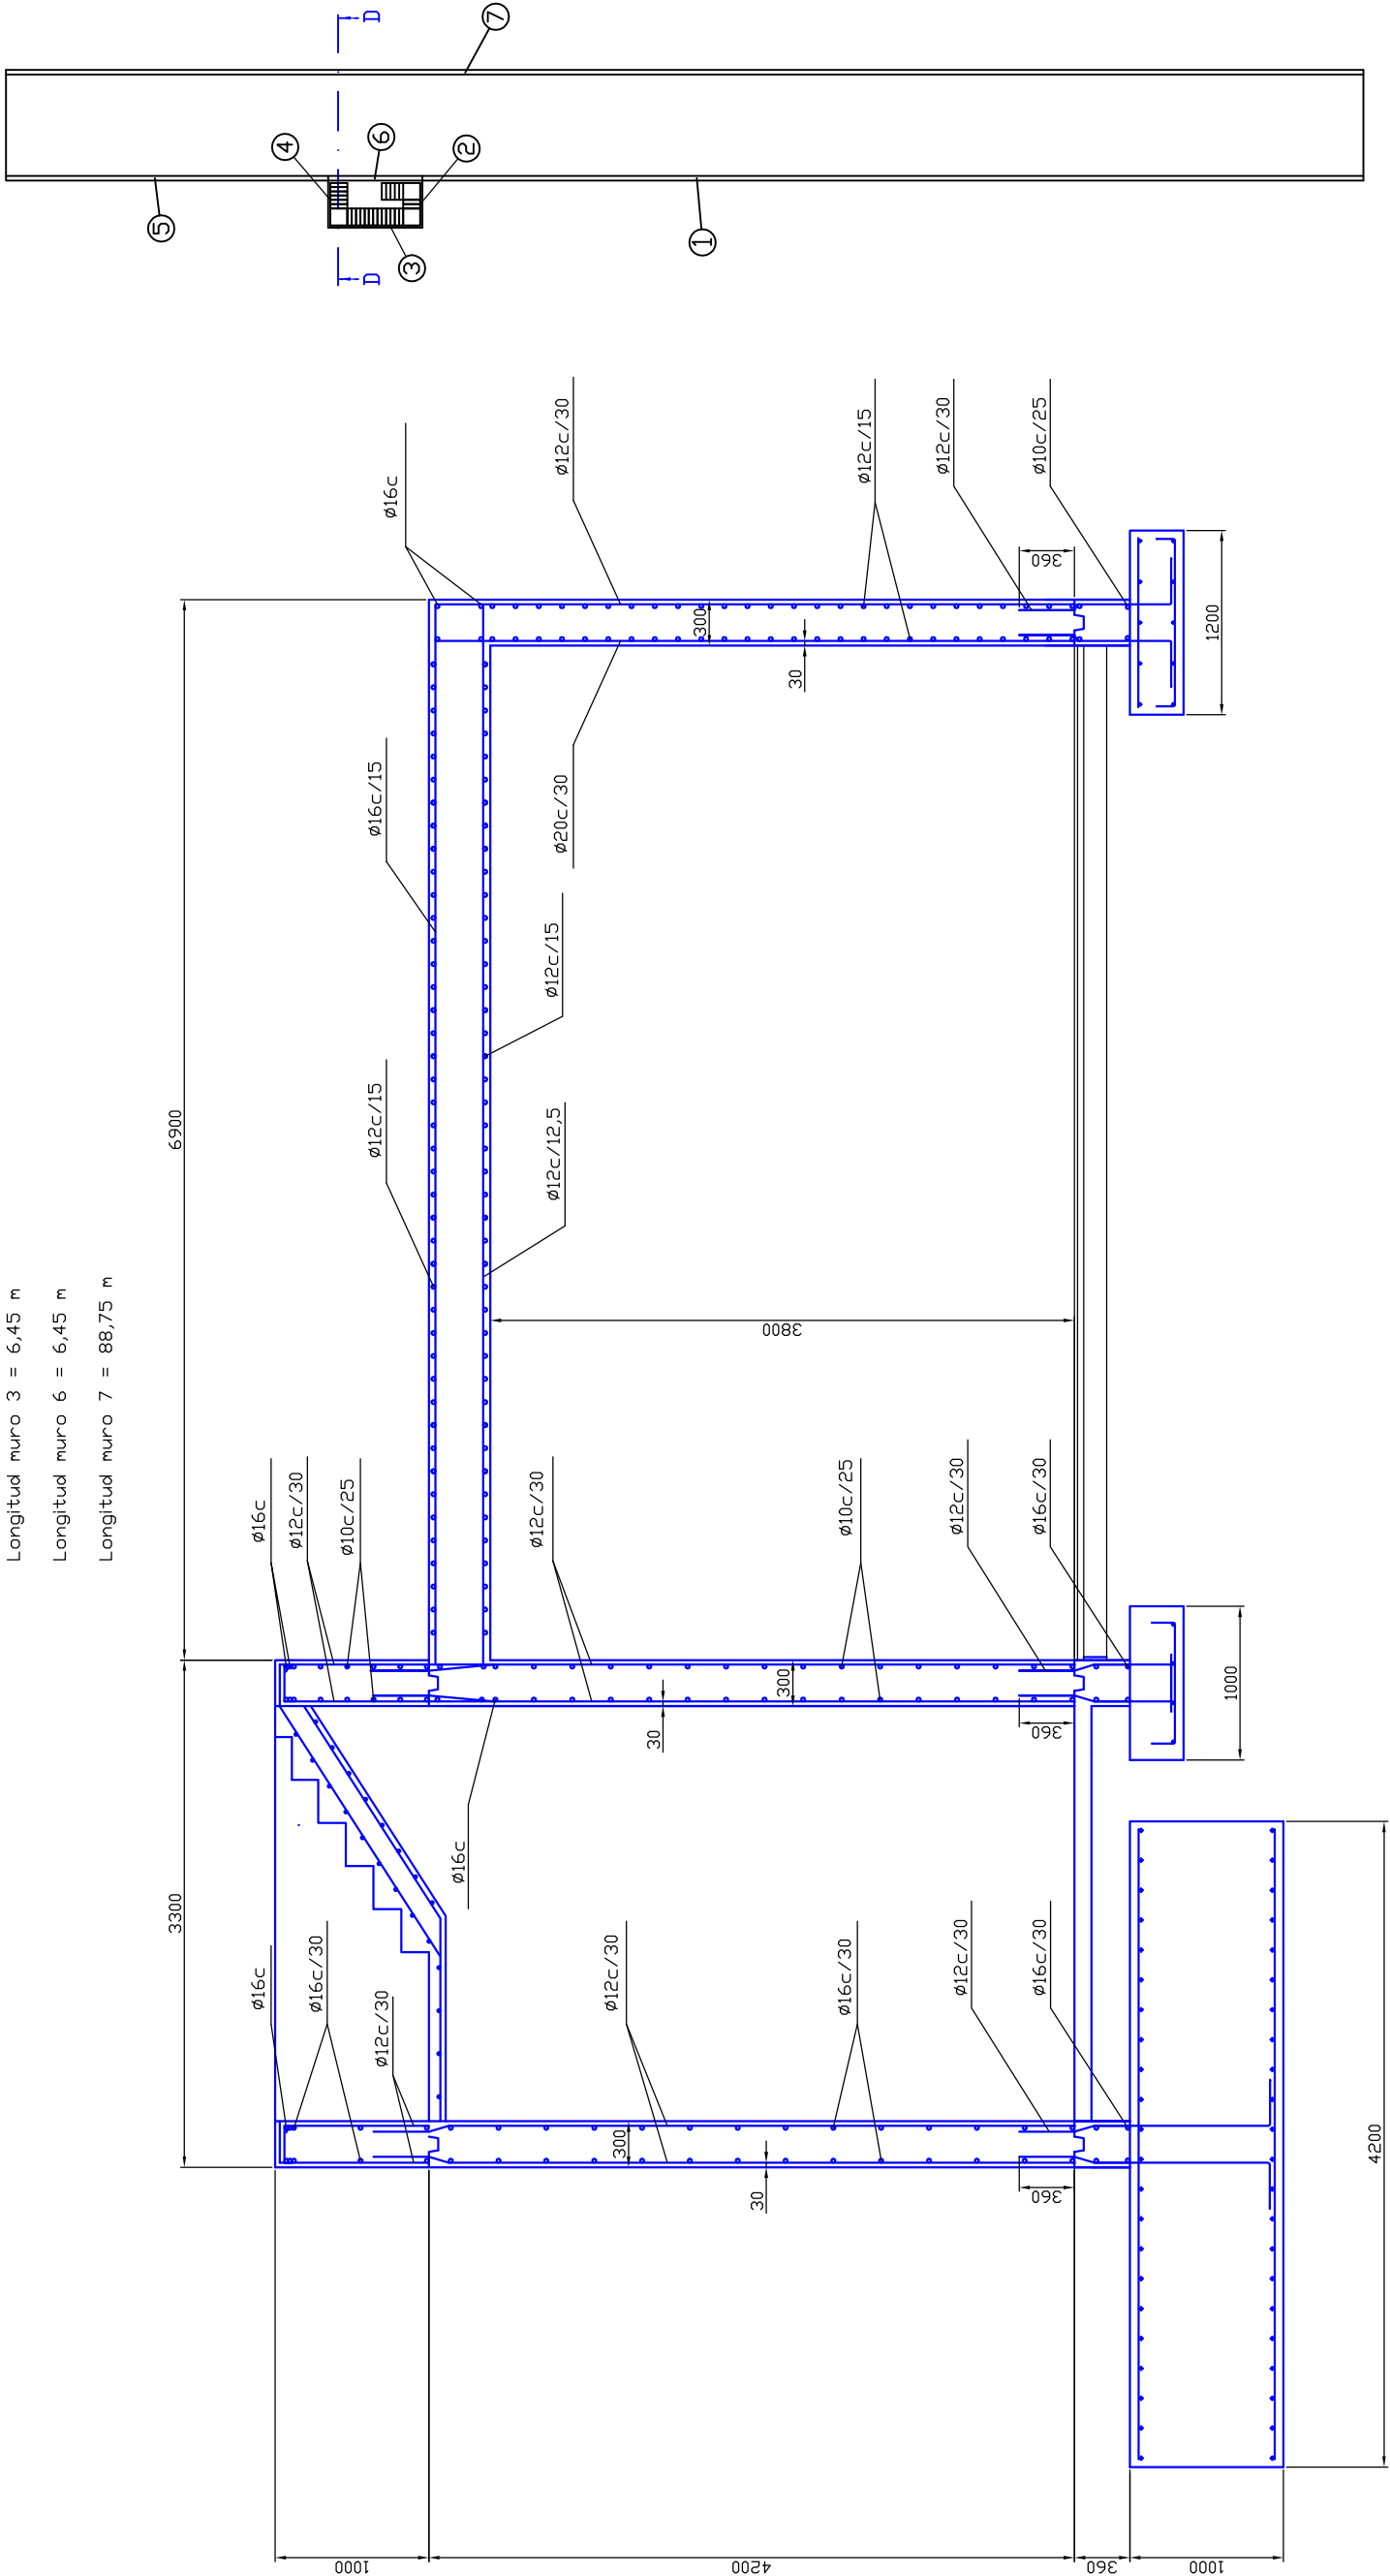 Longitud muro 3 = 6,45 m
Longitud muro 6 = 6,45 m
Longitud muro 7 = 88,75 m
5
4
6
2
3
1
7
D
D
3300
6900
ø16c
ø16c/30
ø12c/30
ø16c
ø12c/30
ø10c/25
ø12c/15
ø16c/15
ø16c
1000
ø16c
ø12c/12,5
ø12c/15
ø12c/30
ø12c/30
ø20c/30
ø12c/30
300
30
300
30
300
30
4200
3800
ø16c/30
ø10c/25
ø12c/15
ø12c/30
ø12c/30
ø12c/30
360
360
360
ø16c/30
ø16c/30
ø10c/25
360
1000
1200
1000
4200